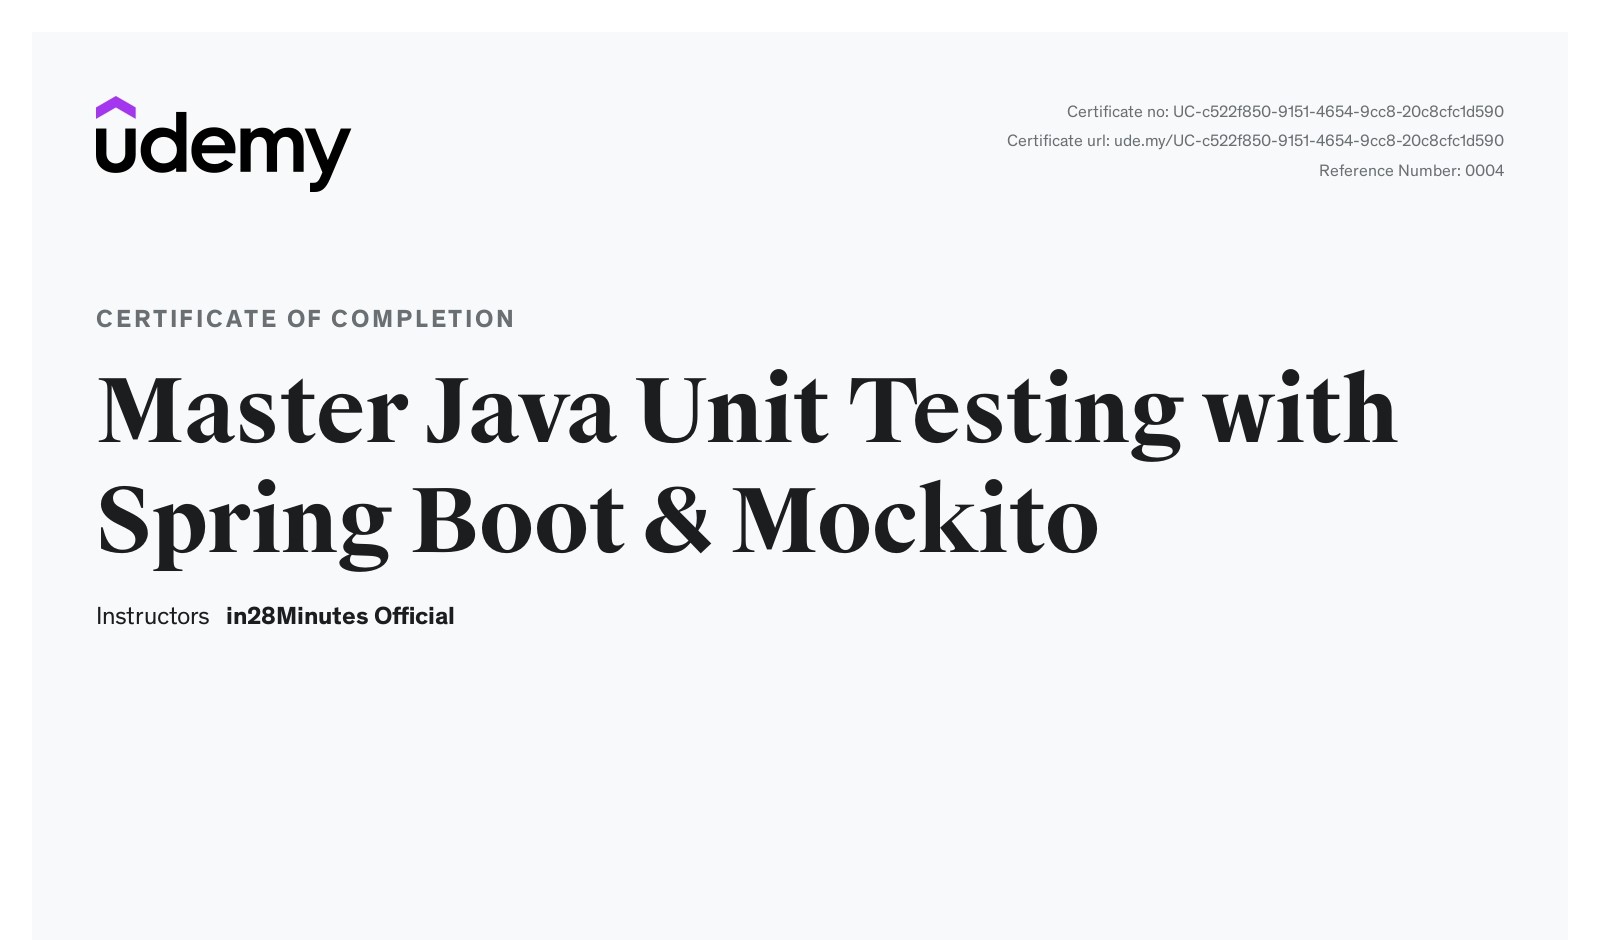 udemy
Certificate no: UC-c522f850-9151-4654-9cc8-20c8cfc1d590
Certificate url: ude.my/UC-c522f850-9151-4654-9cc8-20c8cfc1d590
Reference Number: 0004
CERTIFICATE OF COMPLETION
Master Java Unit Testing with
Spring Boot & Mockito
Instructors in28Minutes Official